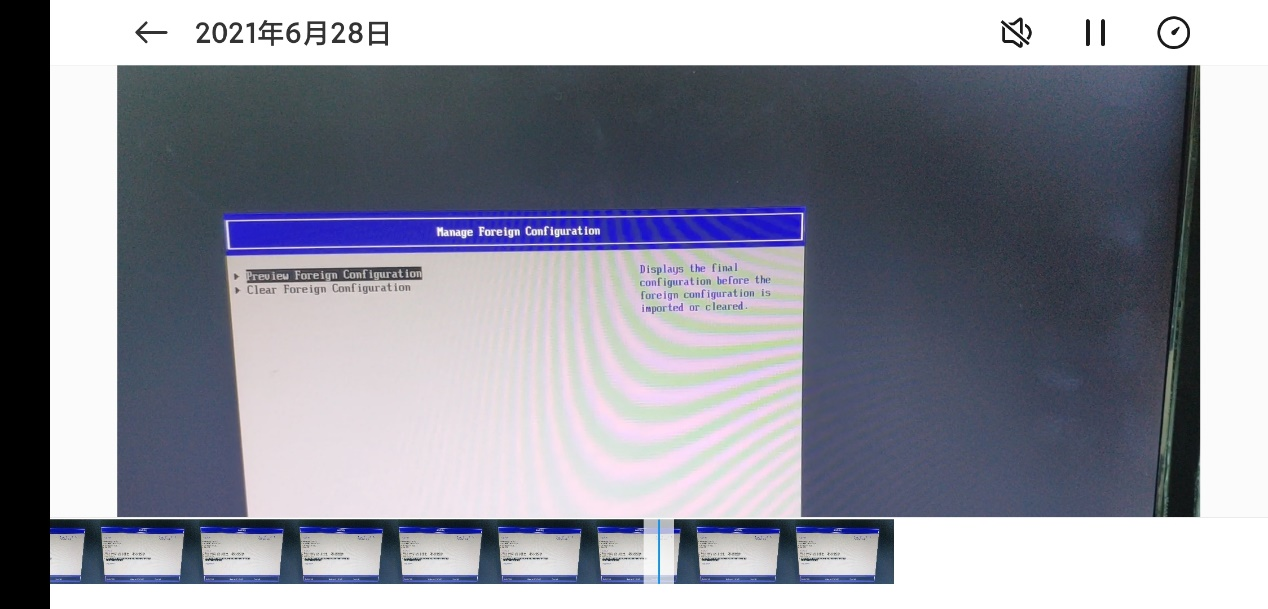 2021年6月28日
Manage Foreign Configuration
Preview Foreign Configuration
Clear Foreign Configuration
Displays the final
configuration before the
foreign configuration is
imported or cleared.